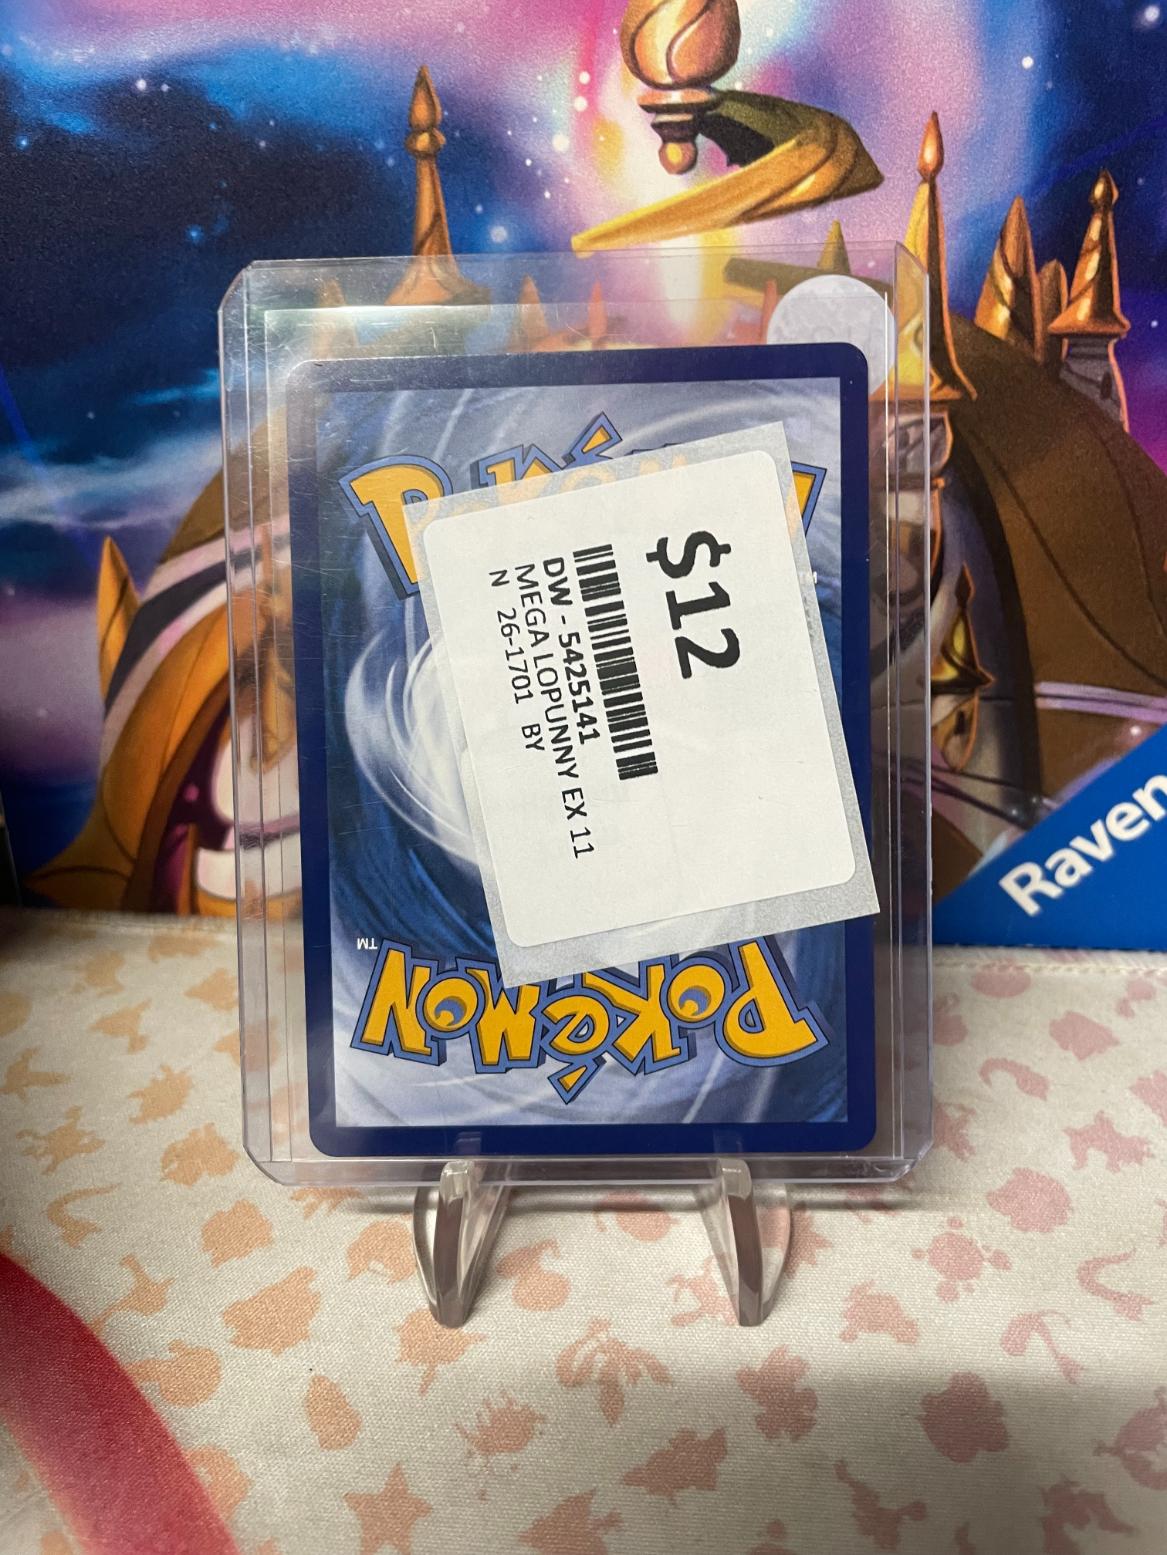 $12
DW - 5425141
MEGA LOPUNNY EX 11
N 26-1701 BY
POKéMON
TM
Raven